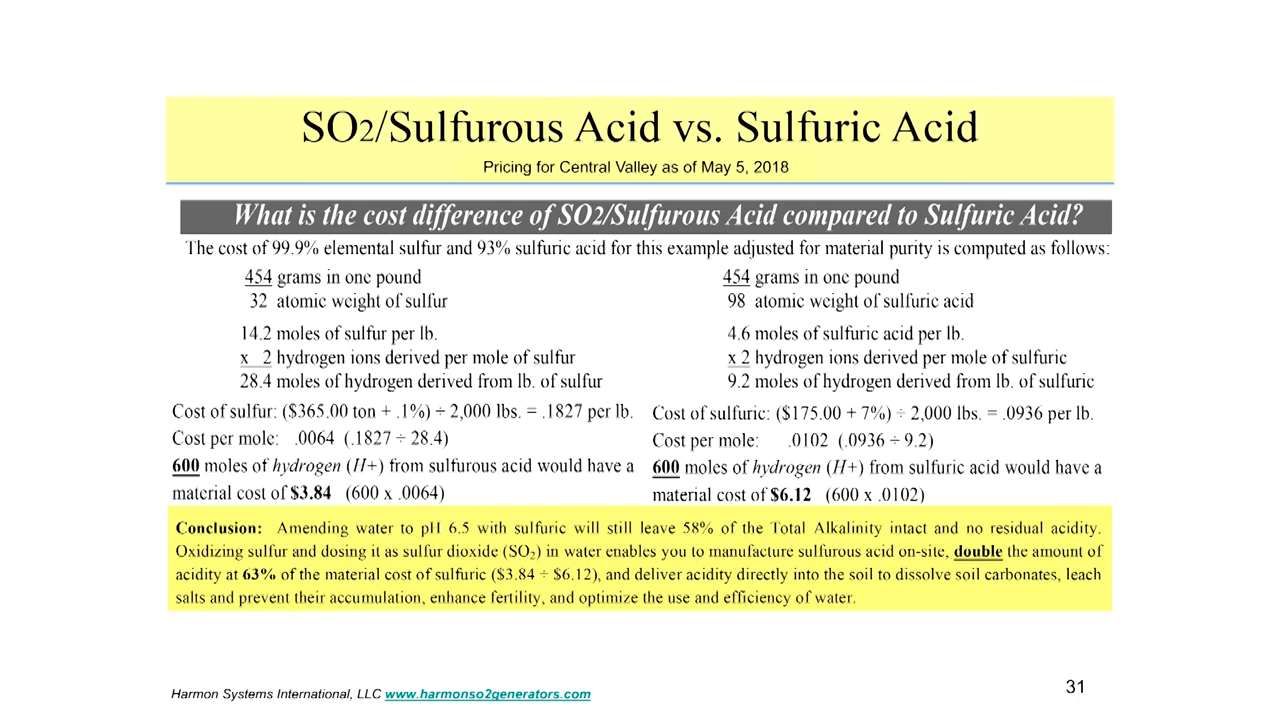 SO2/Sulfurous Acid vs. Sulfuric Acid
Pricing for Central Valley as of May 5, 2018
What is the cost difference of SO2/Sulfurous Acid compared to Sulfuric Acid?
The cost of 99.9% elemental sulfur and 93% sulfuric acid for this example adjusted for material purity is computed as follows:
454 grams in one pound
32 atomic weight of sulfur
14.2 moles of sulfur per lb.
x 2 hydrogen ions derived per mole of sulfur
28.4 moles of hydrogen derived from lb. of sulfur
Cost of sulfur: ($365.00 ton + .1%) ÷ 2,000 lbs. = .1827 per lb.
Cost per mole: .0064 (.1827 ÷ 28.4)
600 moles of hydrogen (H+) from sulfurous acid would have a
material cost of $3.84 (600 x .0064)
454 grams in one pound
98 atomic weight of sulfuric acid
4.6 moles of sulfuric acid per lb.
x 2 hydrogen ions derived per mole of sulfuric
9.2 moles of hydrogen derived from lb. of sulfuric
Cost of sulfuric: ($175.00 + 7%) ÷ 2,000 lbs. = .0936 per lb.
Cost per mole: .0102 (.0936 ÷ 9.2)
600 moles of hydrogen (H+) from sulfuric acid would have a
material cost of $6.12 (600 x .0102)
Conclusion: Amending water to pH 6.5 with sulfuric will still leave 58% of the Total Alkalinity intact and no residual acidity.
Oxidizing sulfur and dosing it as sulfur dioxide (SO₂) in water enables you to manufacture sulfurous acid on-site, double the amount of
acidity at 63% of the material cost of sulfuric ($3.84 ÷ $6.12), and deliver acidity directly into the soil to dissolve soil carbonates, leach
salts and prevent their accumulation, enhance fertility, and optimize the use and efficiency of water.
Harmon Systems International, LLC www.harmonso2generators.com
31